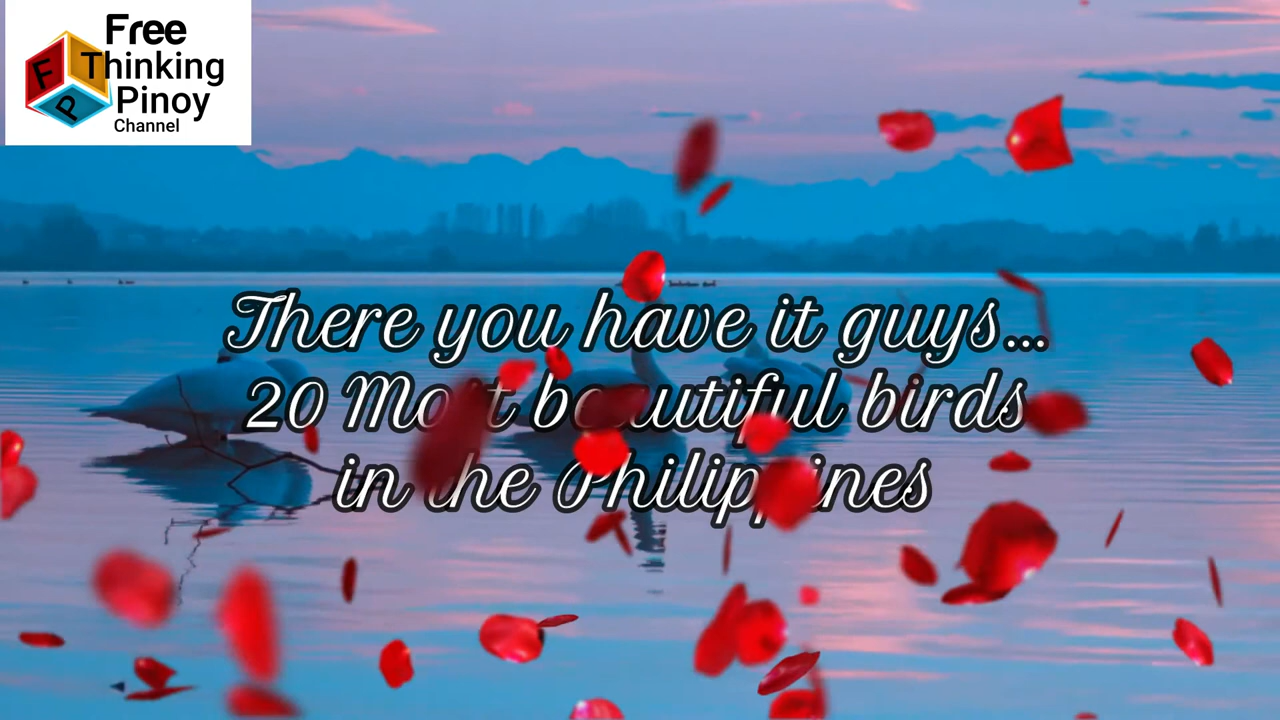 Free
Thinking
Pinoy
Channel
F
P
There you have it guys...
20 Most beautiful birds
in the Philippines